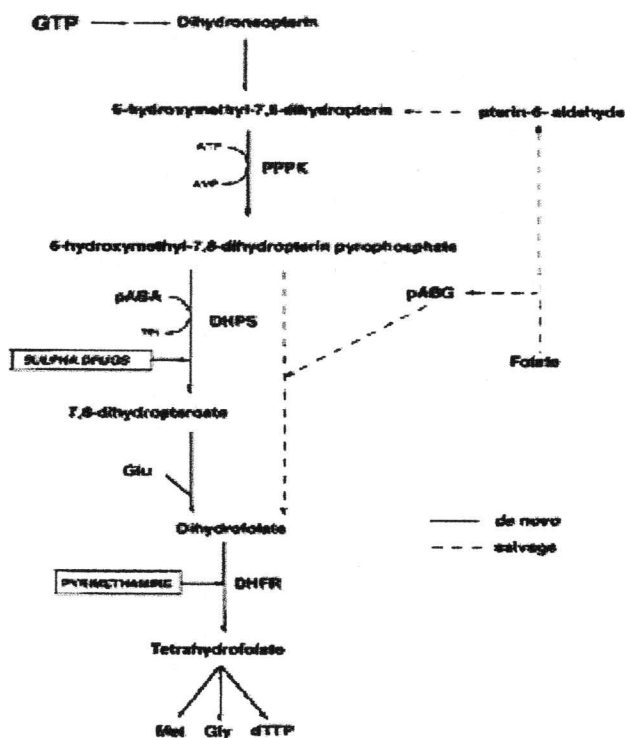 GTP
Dihydroneopterin
6-hydroxymethyl-7,8-dihydropterin
pterin-6-aldehyde
ATP
PPPK
AMP
6-hydroxymethyl-7,8-dihydropterin pyrophosphate
pABA
pABG
DHPS
PPi
SULPHA DRUGS
Folate
7,8-dihydropteroate
Glu
Dihydrofolate
de novo
salvage
PYRIMETHAMINE
DHFR
Tetrahydrofolate
Met Gly dTTP